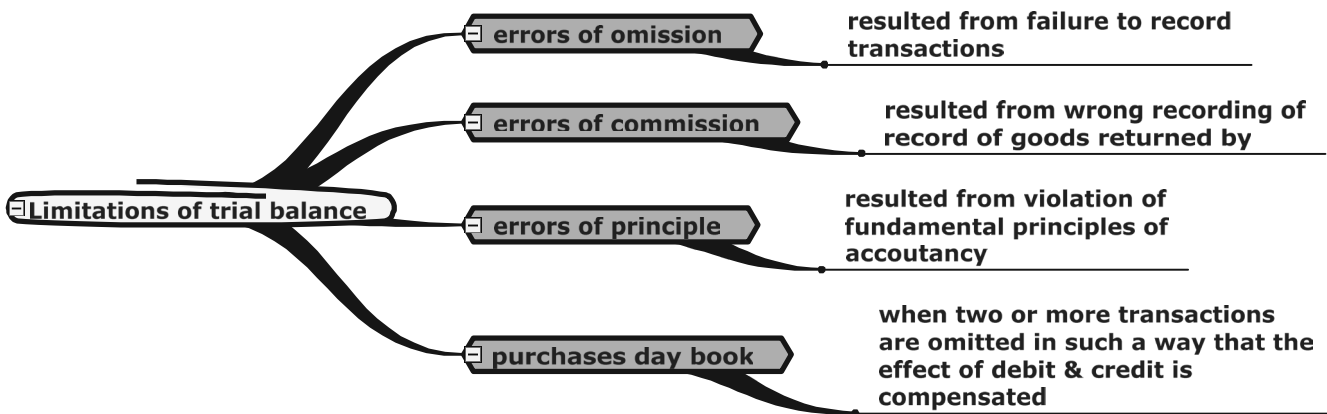 Limitations of trial balance
errors of omission
resulted from failure to record
transactions
errors of commission
resulted from wrong recording of
record of goods returned by
errors of principle
resulted from violation of
fundamental principles of
accoutancy
purchases day book
when two or more transactions
are omitted in such a way that the
effect of debit & credit is
compensated